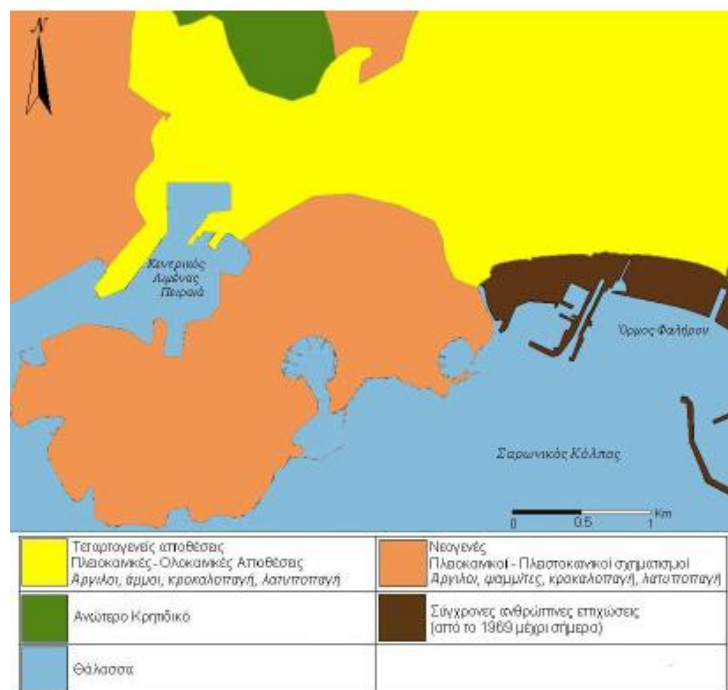 N
Κεντρικός
Λιμένας
Πειραιά
Όρμος Φαλήρου
Σαρωνικός Κόλπος
0 0.5 1 Km
Τεταρτογενείς αποθέσεις
Πλειοκαινικές - Ολοκαινικές Αποθέσεις
Άργιλοι, άμμοι, κροκαλοπαγή, λατυποπαγή
Νεογενές
Πλειοκαινικοί - Πλειστοκαινικοί σχηματισμοί
Άργιλοι, ψαμμίτες, κροκαλοπαγή, λατυποπαγή
Ανώτερο Κρητιδικό
Σύγχρονες ανθρώπινες επιχώσεις
(από το 1969 μέχρι σήμερα)
Θάλασσα